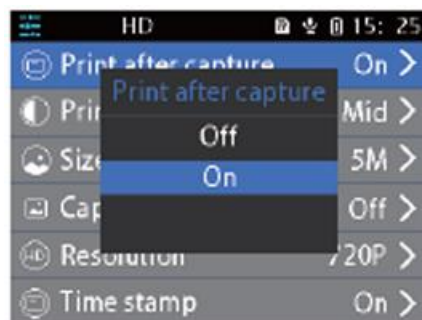 HD 15: 25
Print after capture On
Print after capture
Off
On
Mid
Size 5M
Off
Resolution 720P
Time stamp On